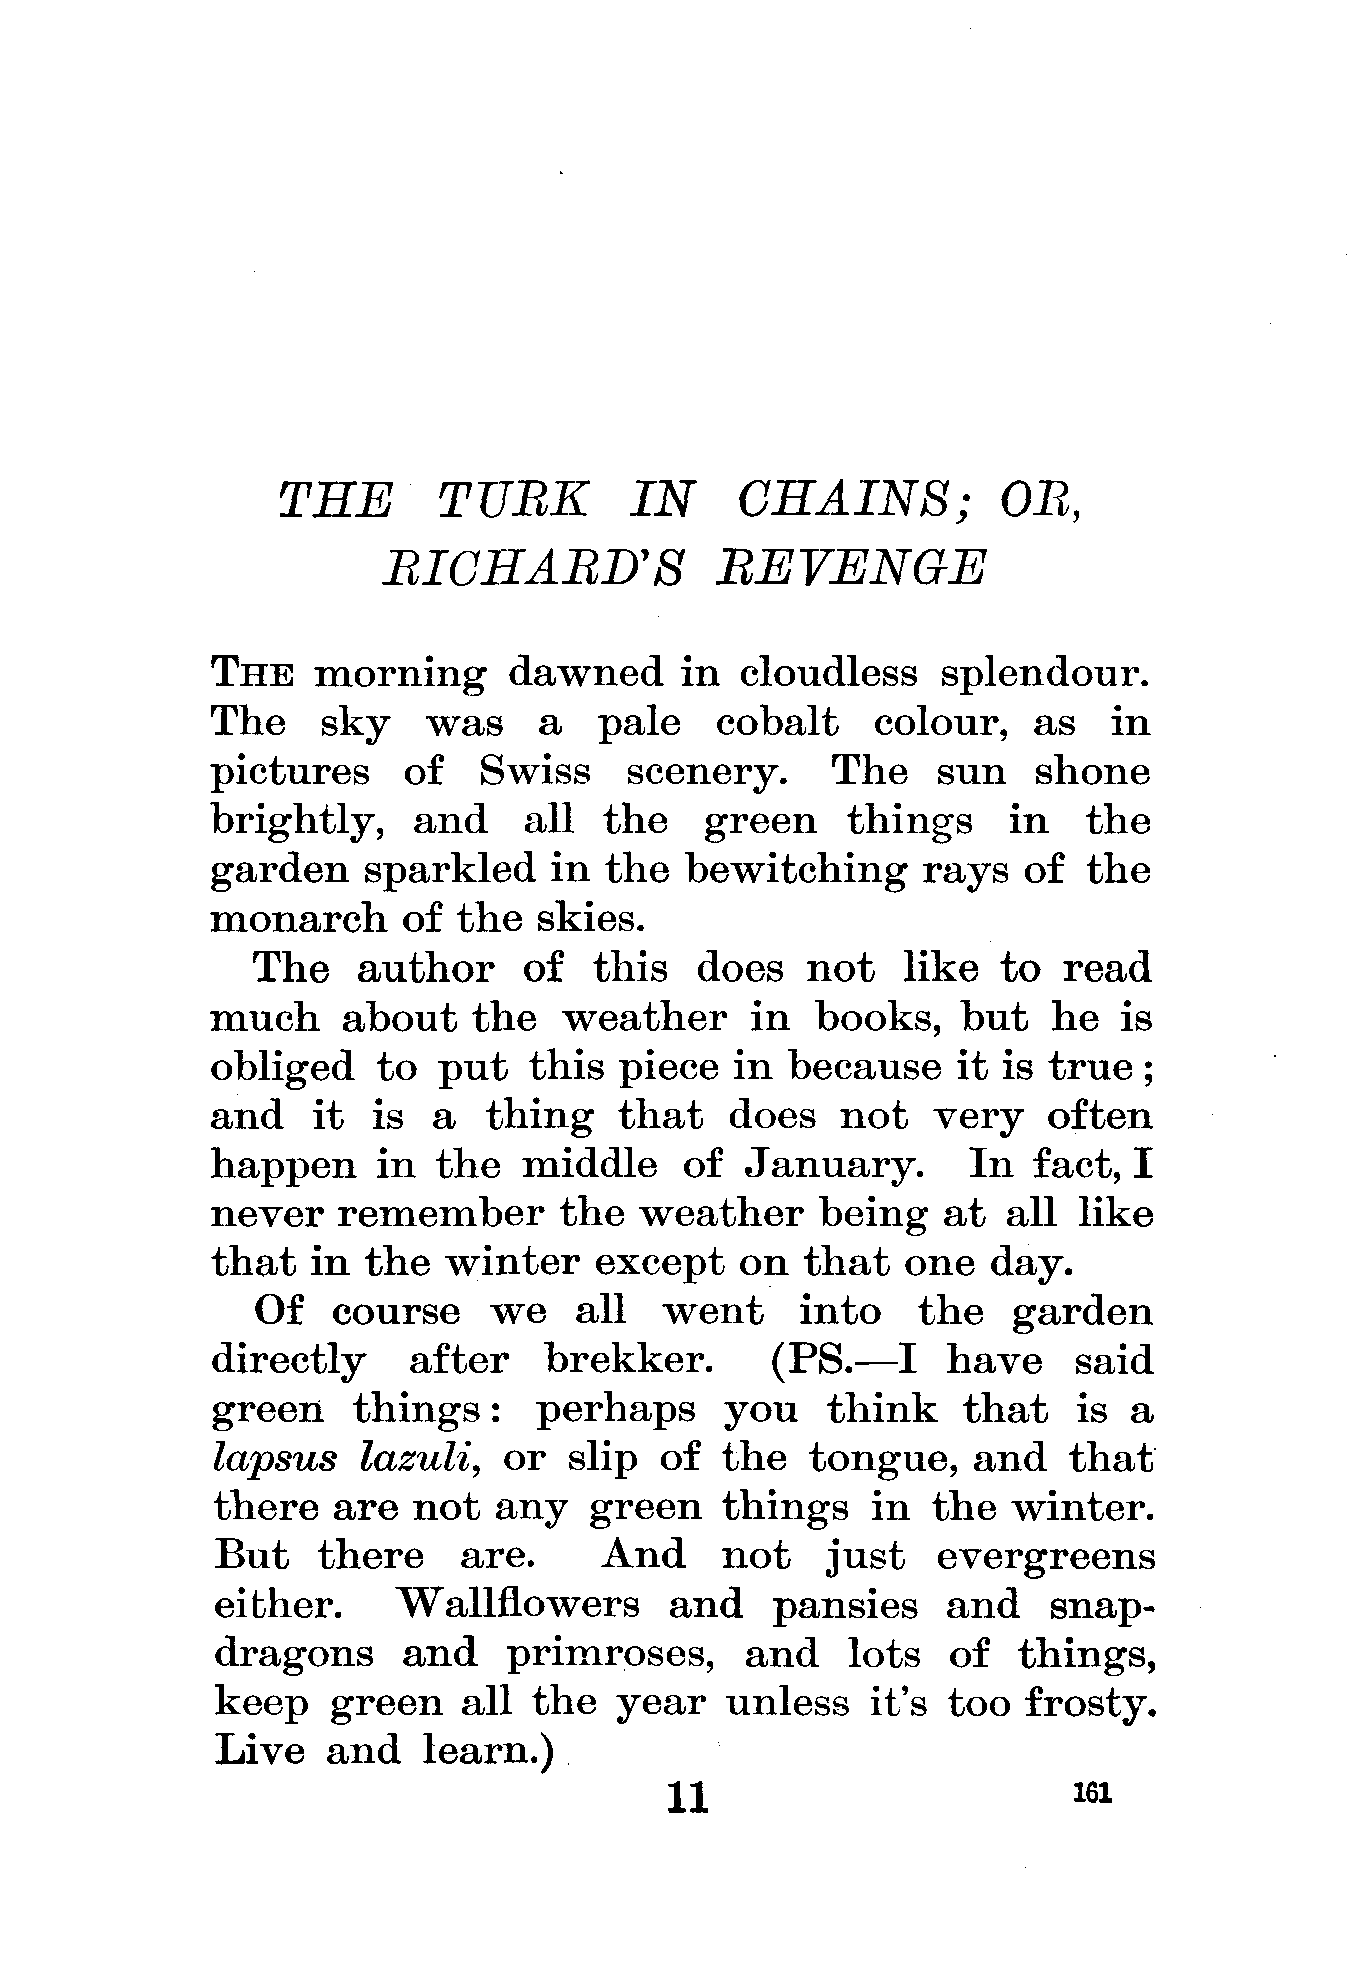 THE TURK IN CHAINS; OR,
RICHARD'S REVENGE
THE morning dawned in cloudless splendour.
The sky was a pale cobalt colour, as in
pictures of Swiss scenery. The sun shone
brightly, and all the green things in the
garden sparkled in the bewitching rays of the
monarch of the skies.
The author of this does not like to read
much about the weather in books, but he is
obliged to put this piece in because it is true;
and it is a thing that does not very often
happen in the middle of January. In fact, I
never remember the weather being at all like
that in the winter except on that one day.
Of course we all went into the garden
directly after brekker. (PS.—I have said
green things: perhaps you think that is a
lapsus lazuli, or slip of the tongue, and that
there are not any green things in the winter.
But there are. And not just evergreens
either. Wallflowers and pansies and snap-
dragons and primroses, and lots of things,
keep green all the year unless it's too frosty.
Live and learn.)
11 161